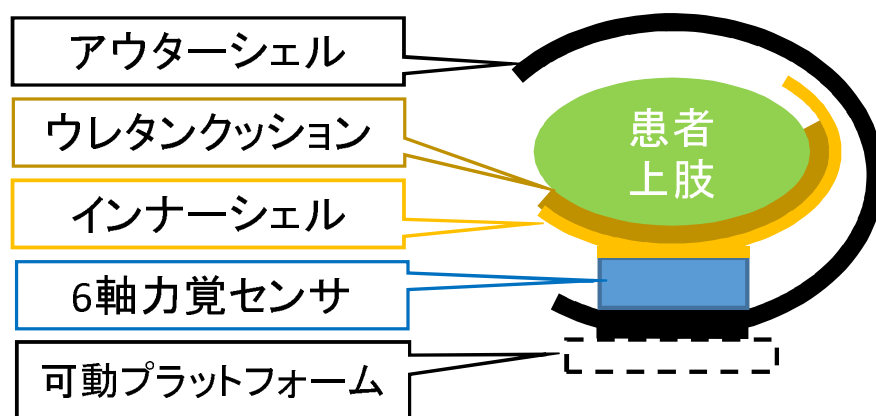 アウターシェル
ウレタンクッション
インナーシェル
6軸力覚センサ
可動プラットフォーム
患者
上肢